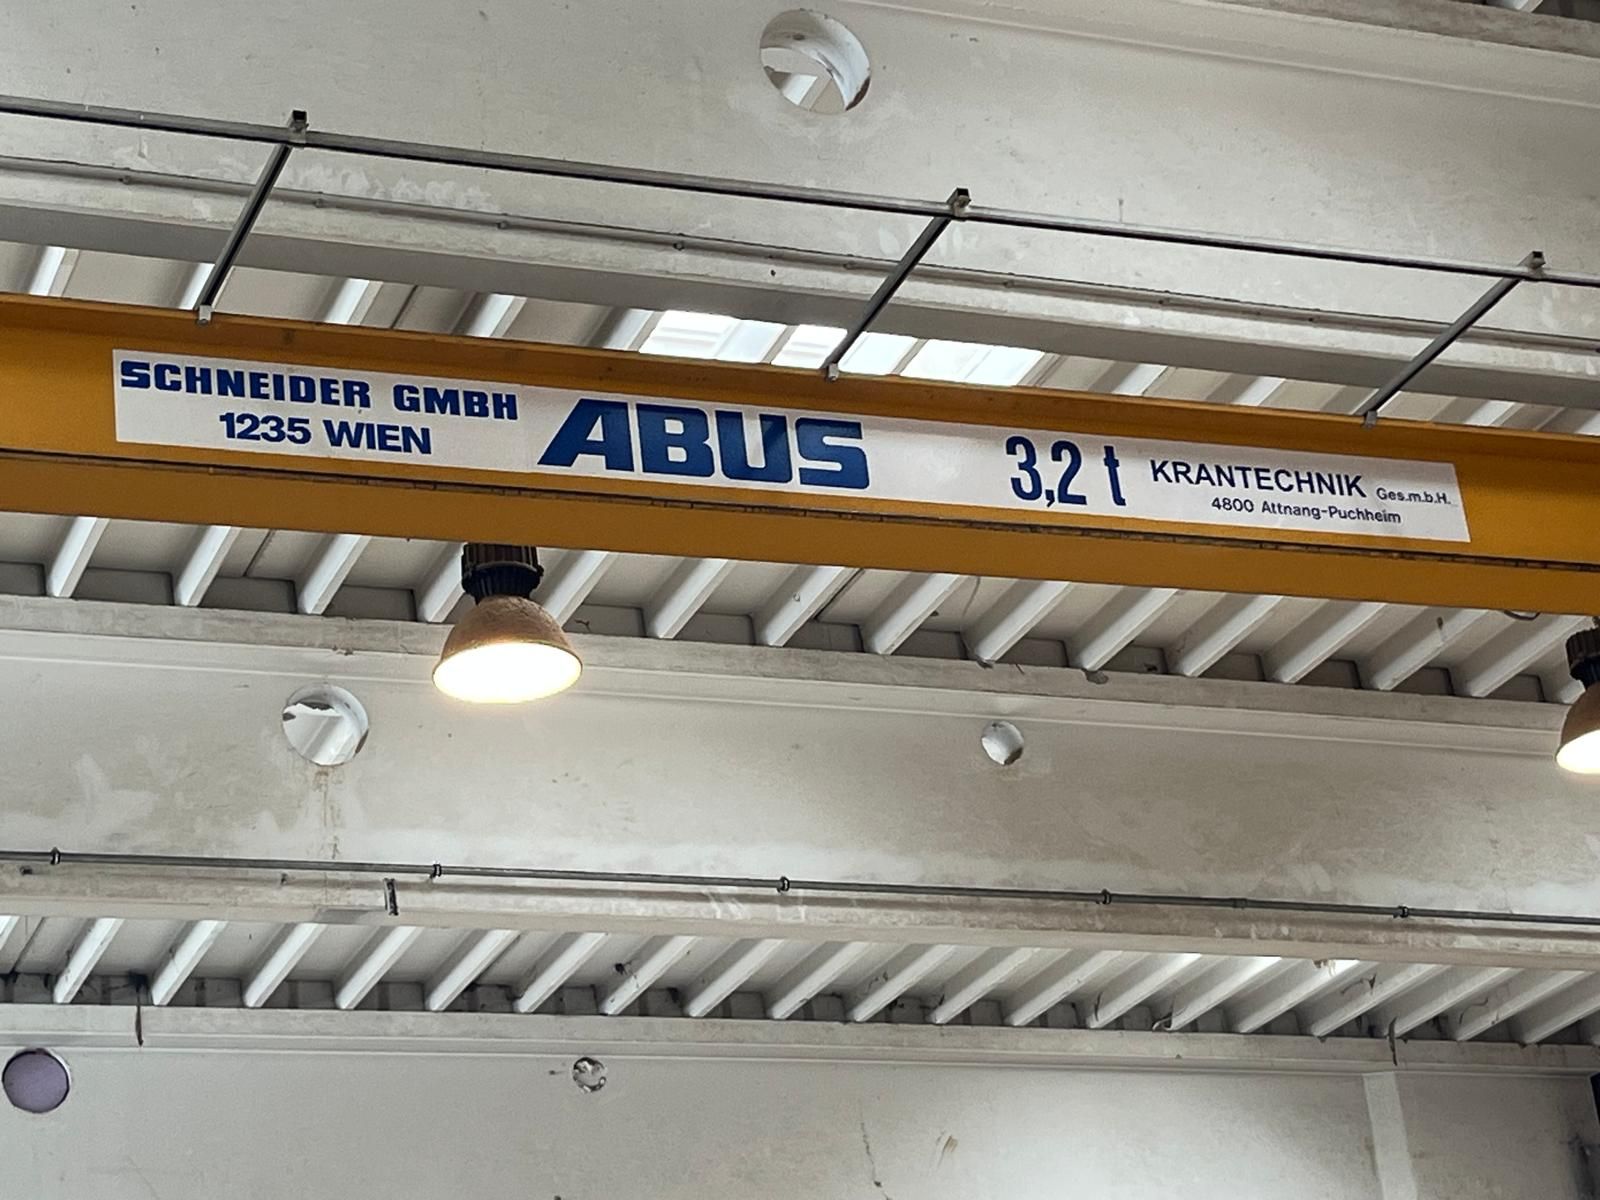 SCHNEIDER GMBH
1235 WIEN
ABUS
3,2 t
KRANTECHNIK Ges.m.b.H.
4800 Attnang-Puchheim